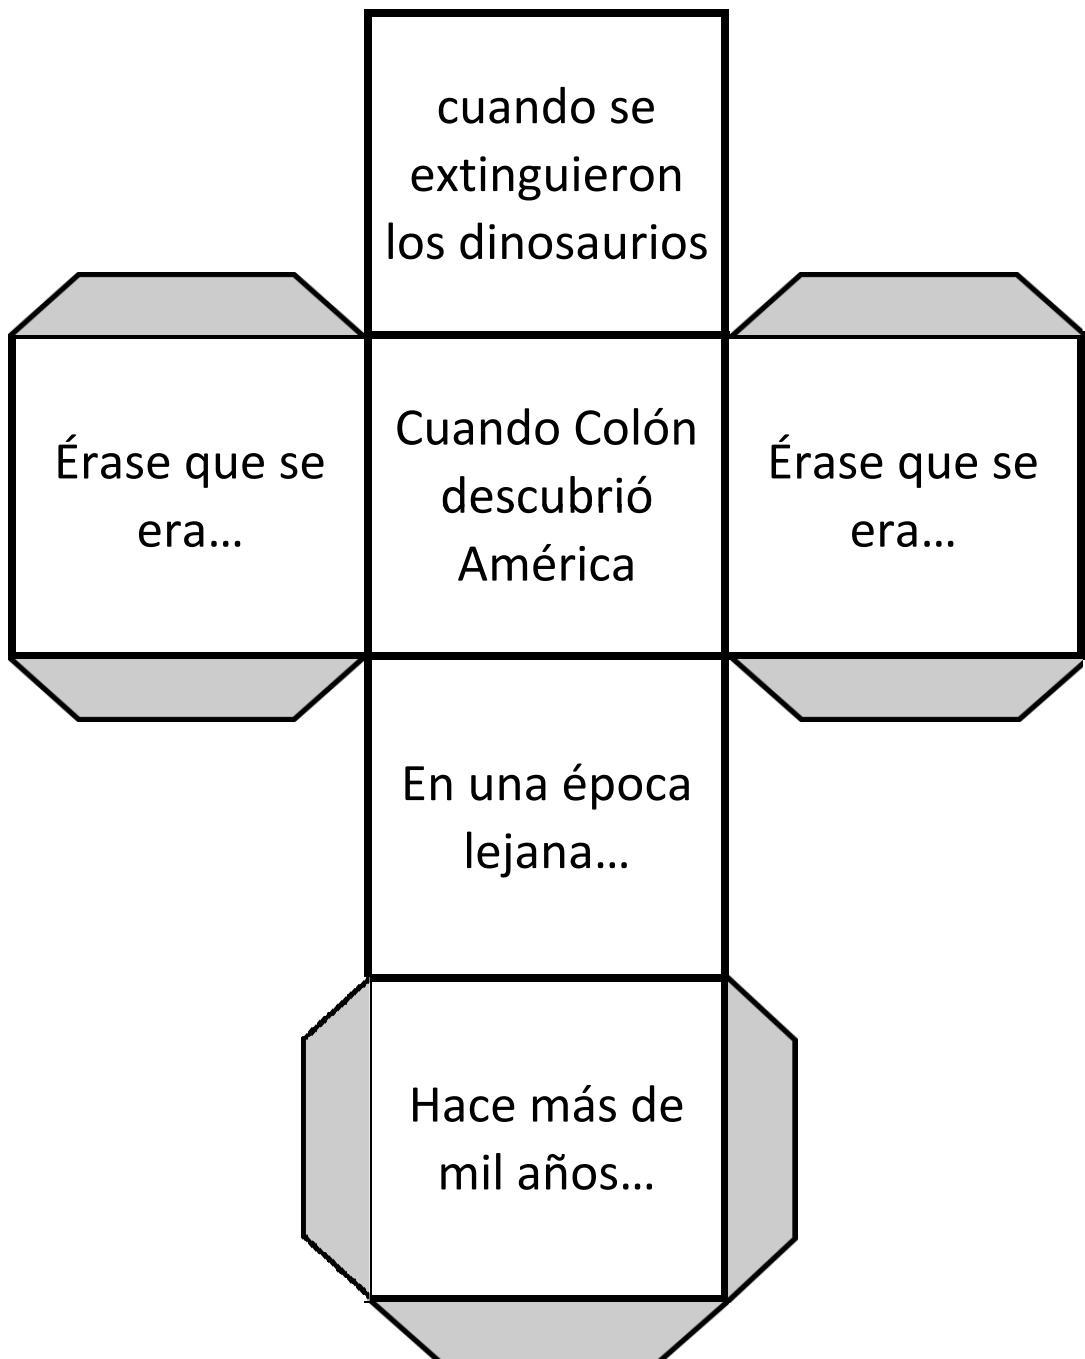 cuando se
extinguieron
los dinosaurios
Érase que se
era...
Cuando Colón
descubrió
América
Érase que se
era...
En una época
lejana...
Hace más de
mil años...